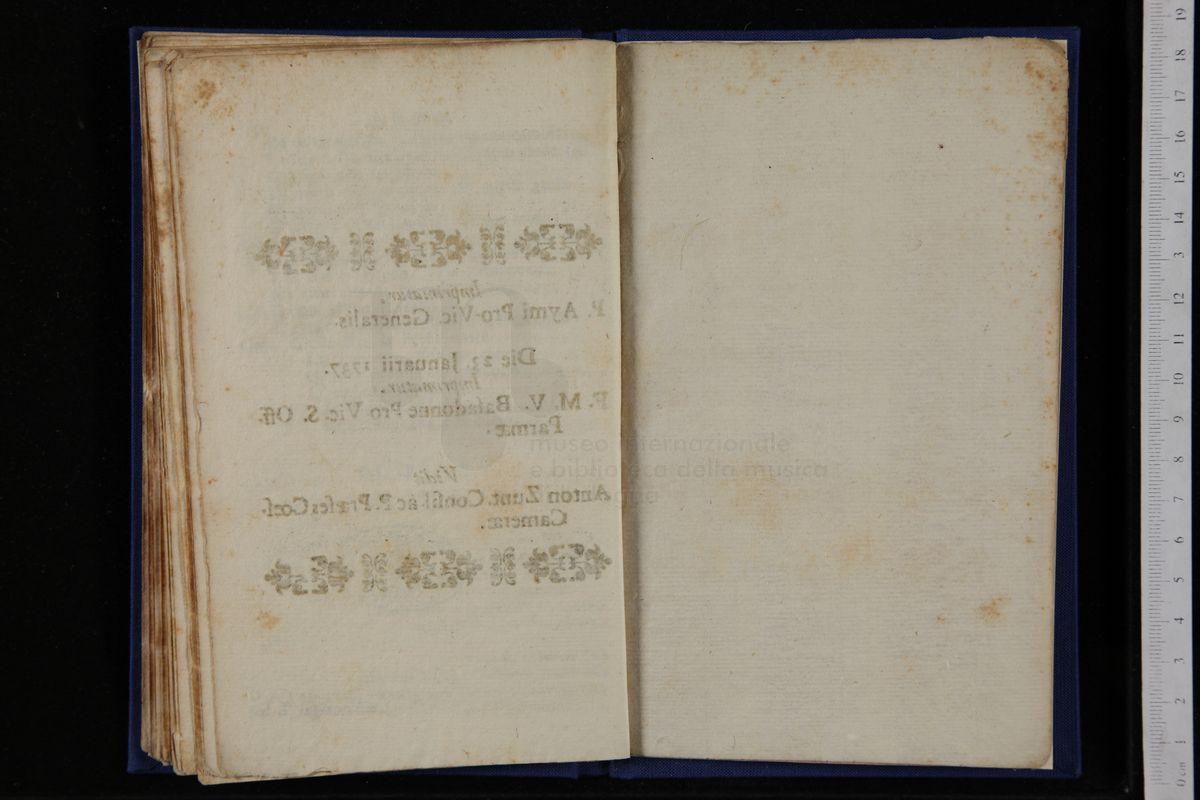 Imprimatur,
F. Aymi Pro-Vic. Generalis.
Die 23. Januarii 1737.
Imprimatur.
F. M. V. Basadonne Pro Vic. S. Off.
Parmæ.
Vidit
Anton Zunt. Consil. ac P. Præses Cæs.
Cameræ.
museo internazionale
e biblioteca della musica